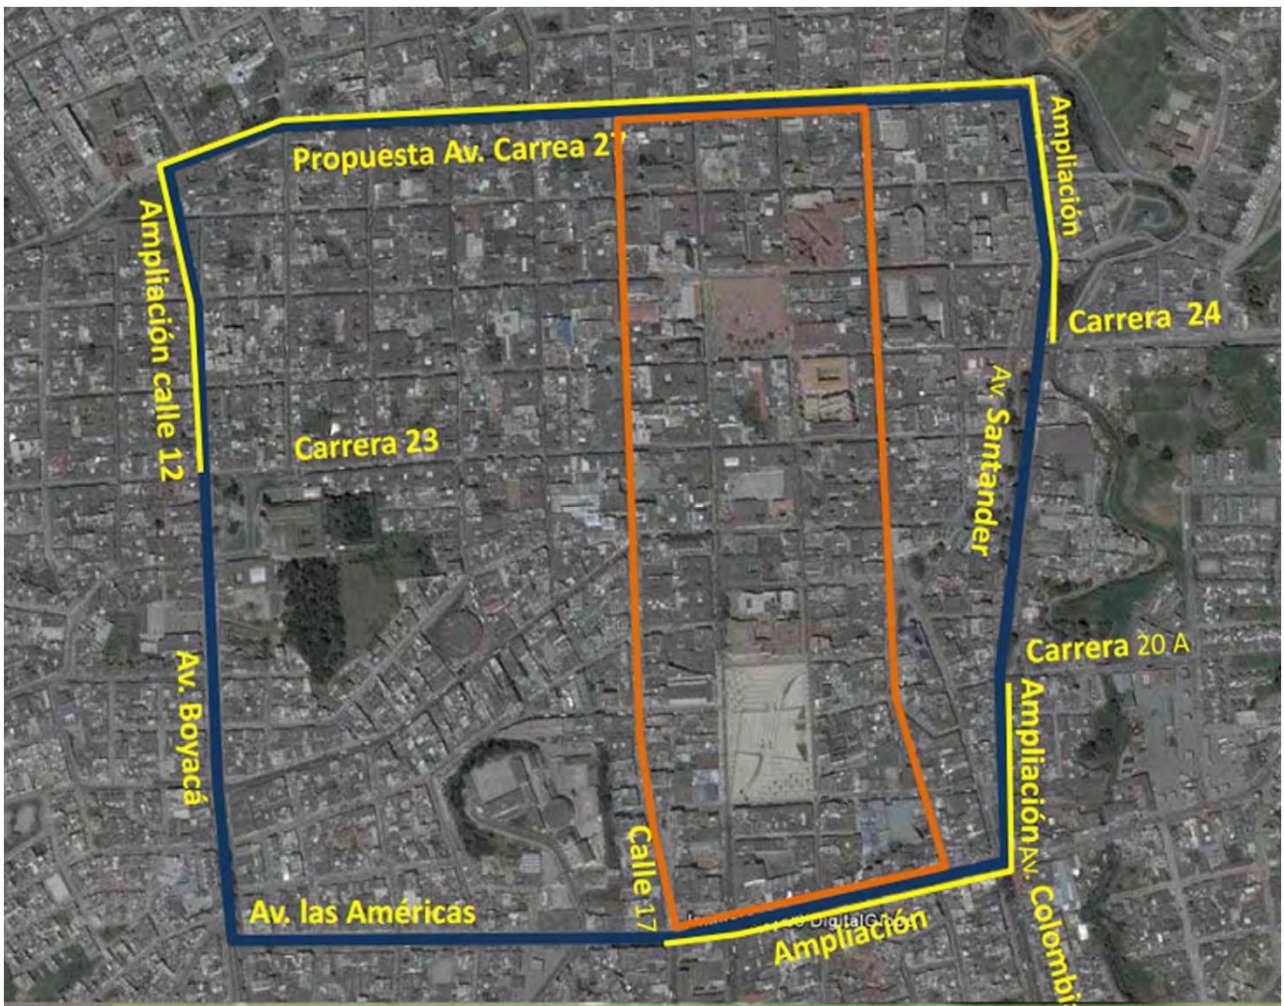 Propuesta Av. Carrea 27
Ampliación
Ampliación calle 12
Carrera 24
Av. Santander
Carrera 23
Carrera 20 A
Av. Boyacá
Ampliación
Calle 17
Av. Colombia
Av. las Américas
DigitalGlobe
Ampliación